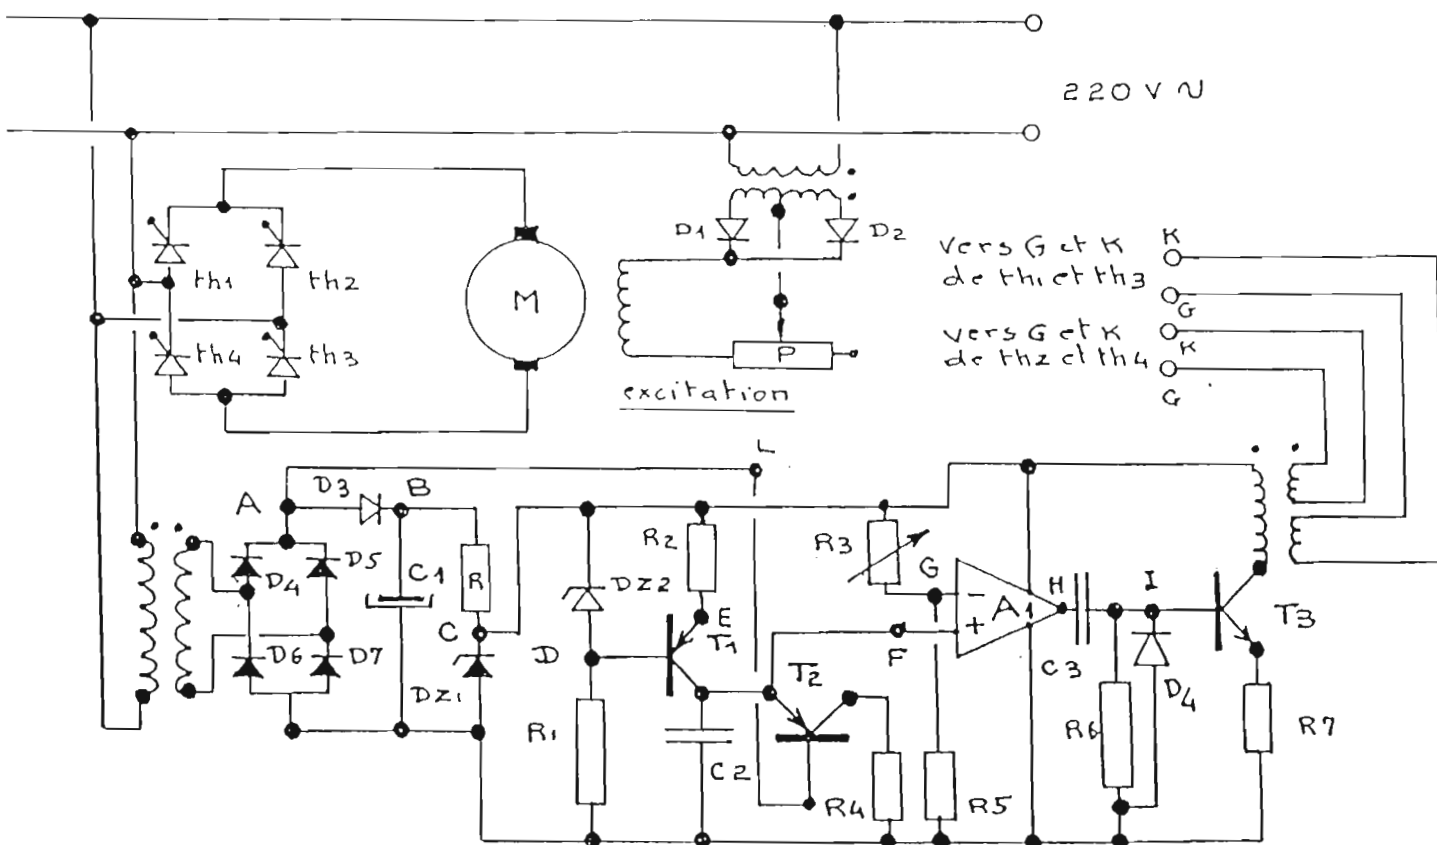 220 V ~
D1
D2
th1
th2
M
vers G et K
de th1 et th3
K
G
th4
th3
P
vers G et K
de th2 et th4
K
G
excitation
L
A
D3
B
D5
D4
C1
R
R2
R3
G
DZ2
E
T1
-
A1
+
H
I
T3
C
D
F
D6
D7
DZ1
T2
C3
D4
R1
C2
R4
R5
R6
R7